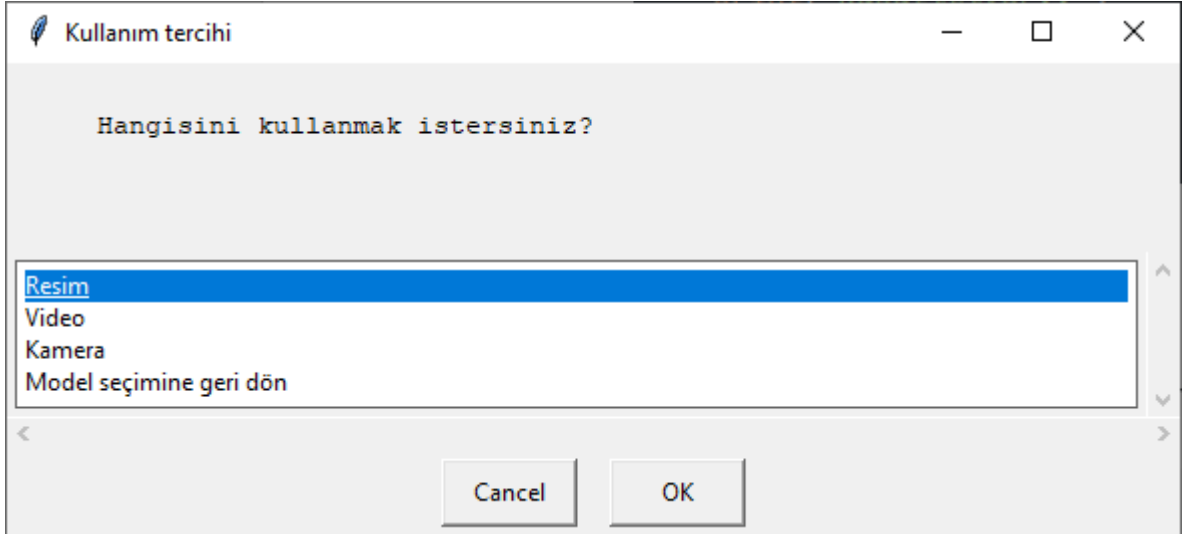 Kullanım tercihi
Hangisini kullanmak istersiniz?
Resim
Video
Kamera
Model seçimine geri dön
Cancel OK